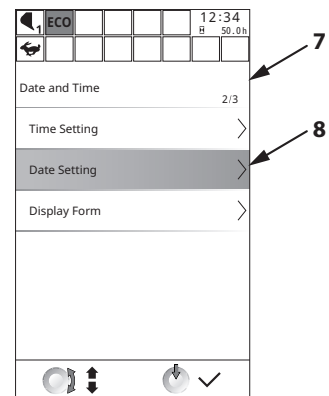 1 ECO 12:34
50.0h
7
Date and Time
2/3
Time Setting
8
Date Setting
Display Form